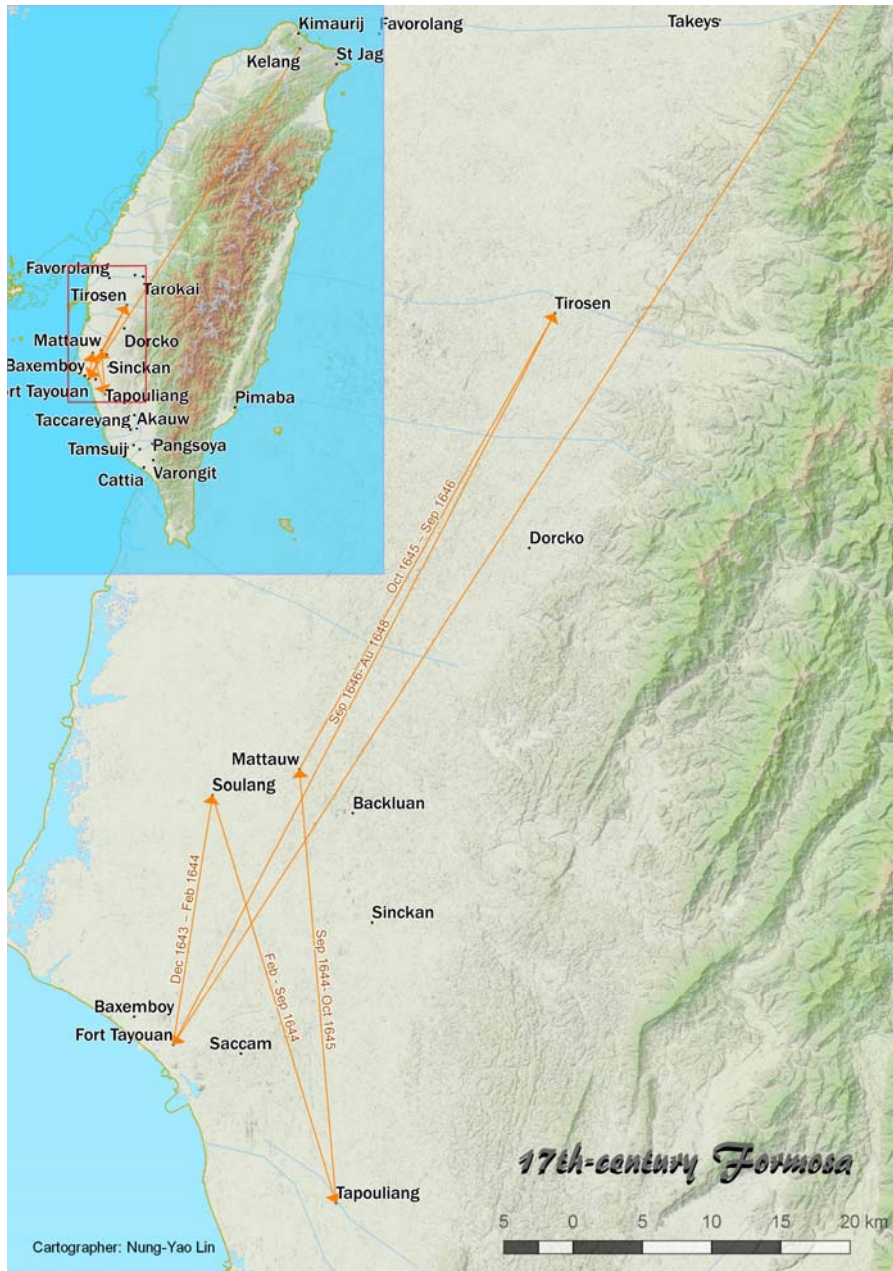 Kimaurij
Favorolang
Takeys
Kelang
St Jag
Favorolang
Tarokai
Tirosen
Mattauw
Dorcko
Baxemboy
Sinckan
rt Tayouan
Tapouliang
Pimaba
Taccareyang
Akauw
Tamsuij
Pangsoya
Cattia
Varongit
Tirosen
Oct 1645 – Sep 1646
Dorcko
Sep 1646- Au 1648
Mattauw
Soulang
Backluan
Dec 1643 – Feb 1644
Sinckan
Feb - Sep 1644
Sep 1644- Oct 1645
Baxemboy
Fort Tayouan
Saccam
Tapouliang
17th-century Formosa
5 0 5 10 15 20 km
Cartographer: Nung-Yao Lin